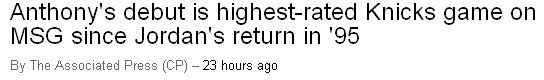 Anthony's debut is highest-rated Knicks game on
MSG since Jordan's return in '95
By The Associated Press (CP) – 23 hours ago